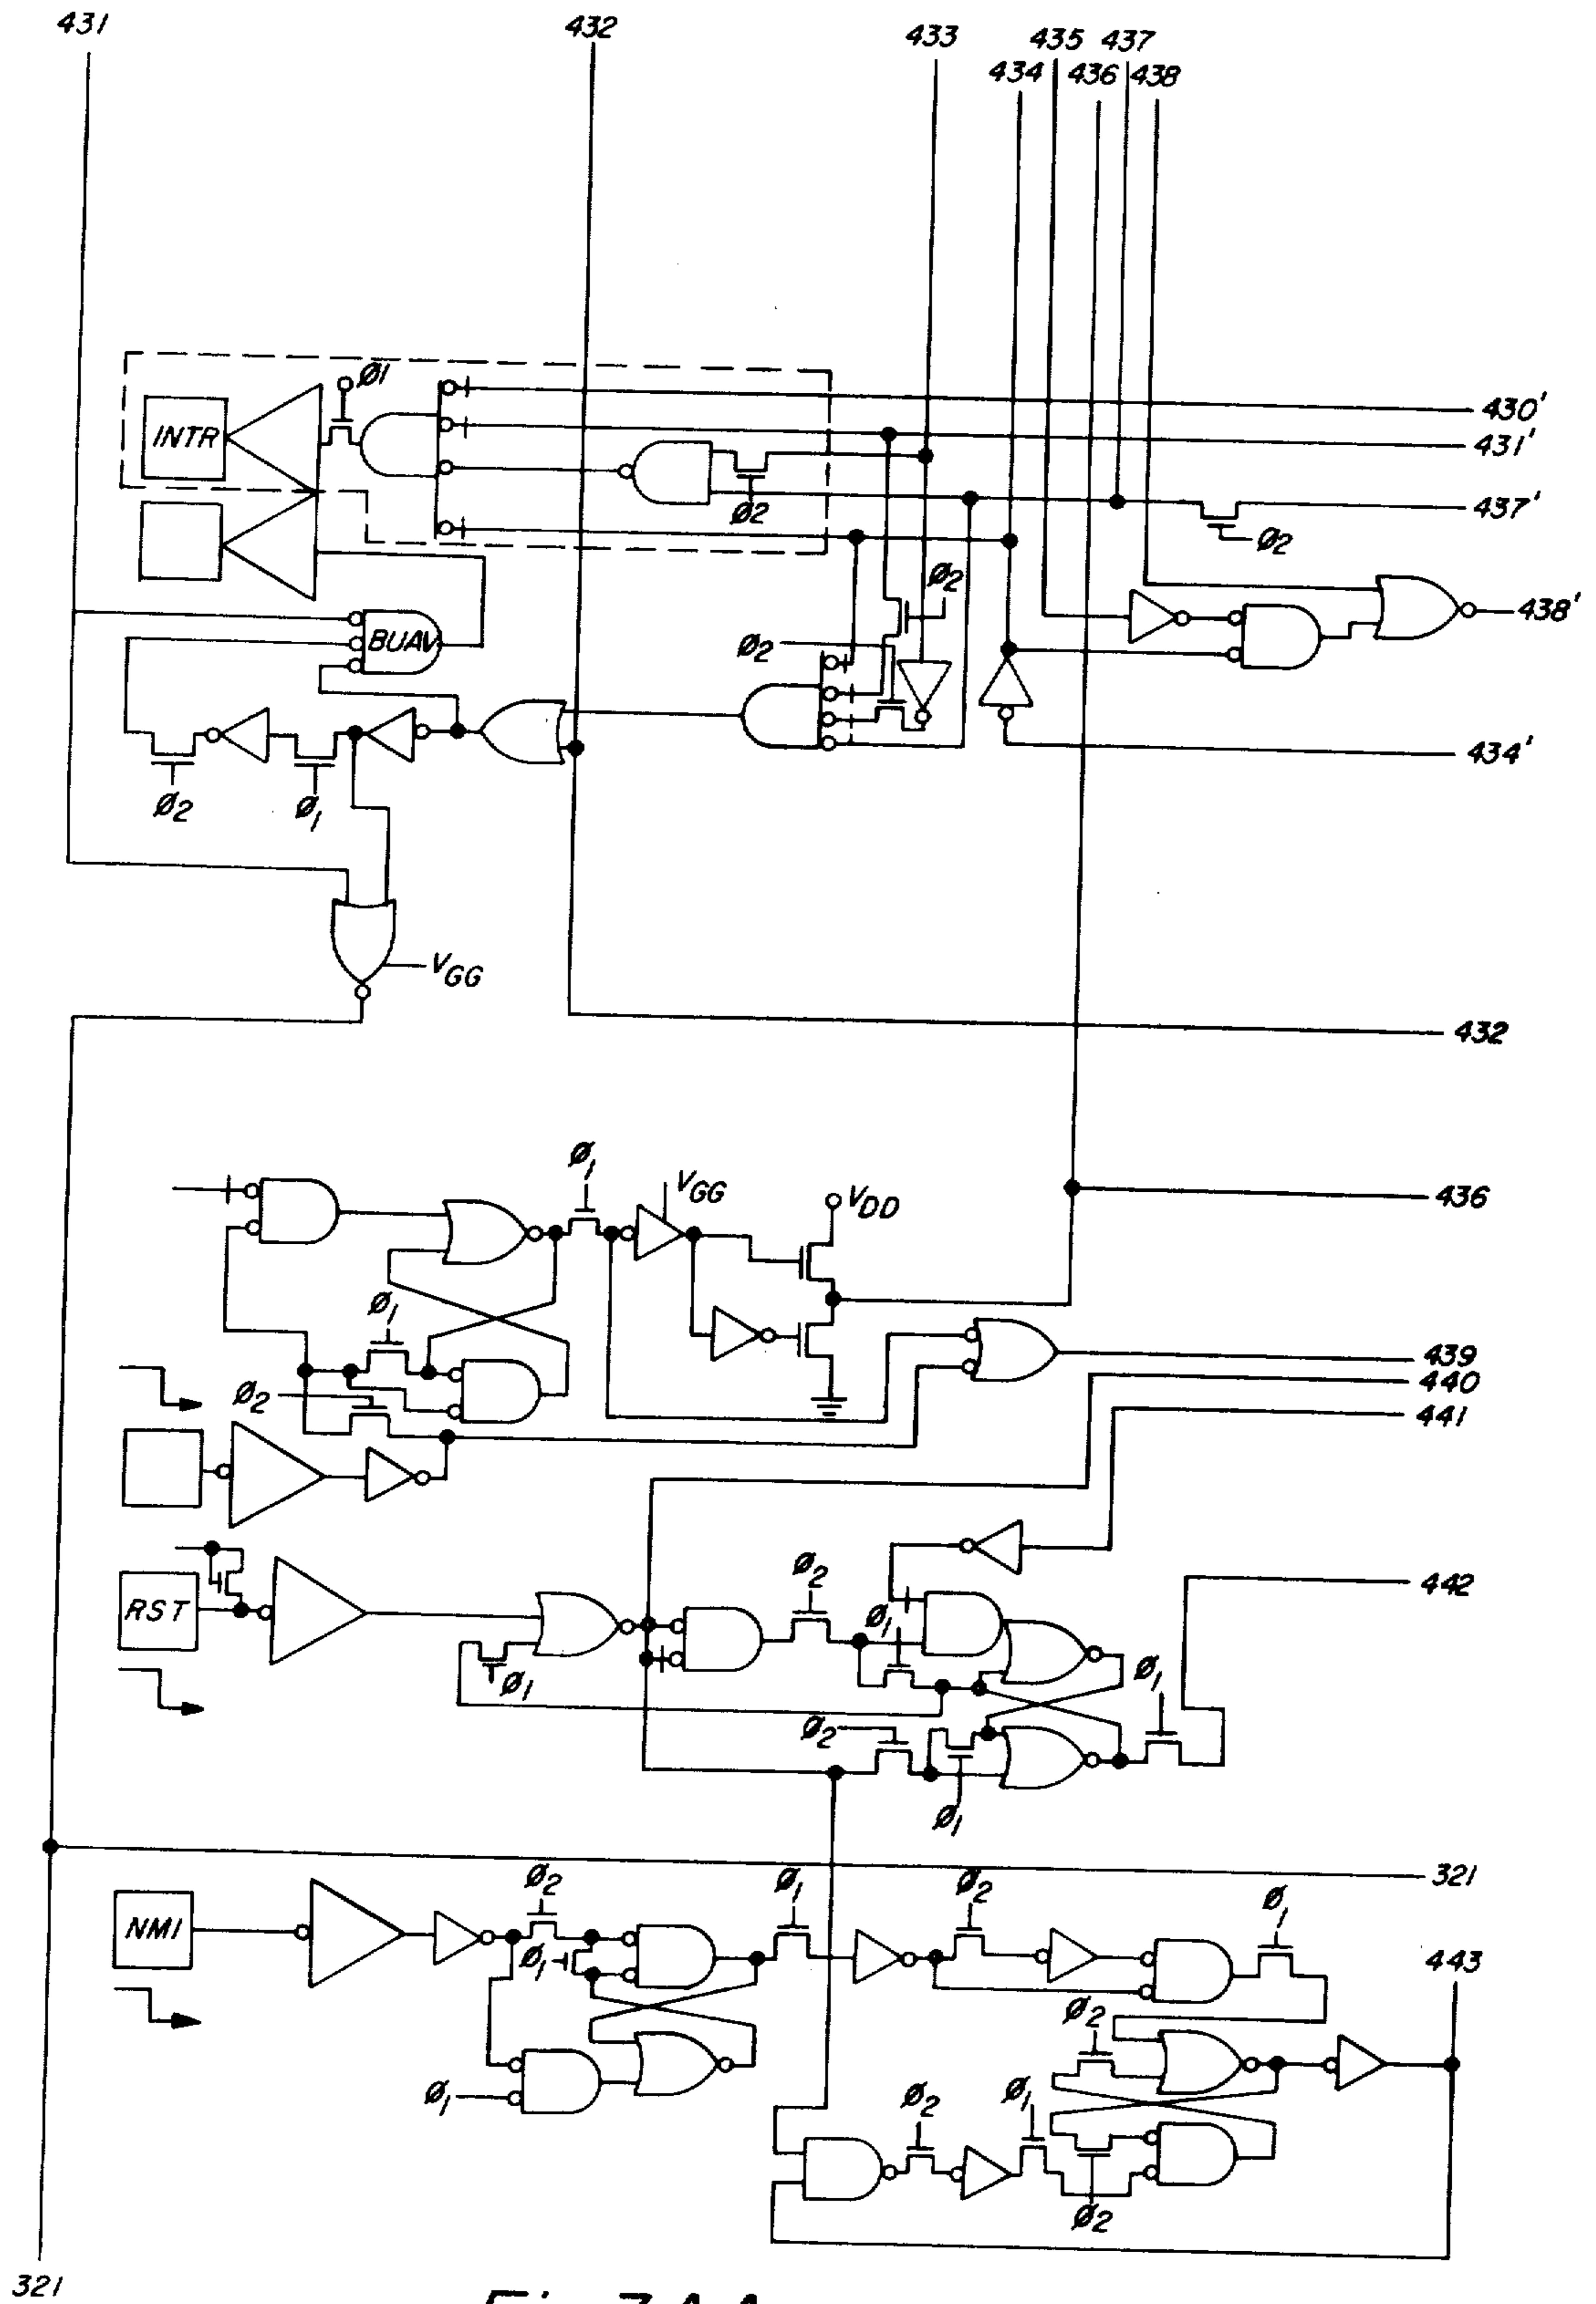 431
432
433
435 437
434 436 438
Ø1
430'
INTR
431'
Ø2
437'
Ø2
Ø2
438'
BUAV
Ø2
434'
Ø2
Ø1
VGG
432
Ø1
VGG
VDD
436
Ø1
439
Ø2
440
441
Ø2
442
RST
Ø1
Ø1
Ø1
Ø2
Ø1
321
Ø2
Ø1
Ø2
Ø1
NMI
Ø1
443
Ø2
Ø1
Ø2
Ø1
Ø2
321